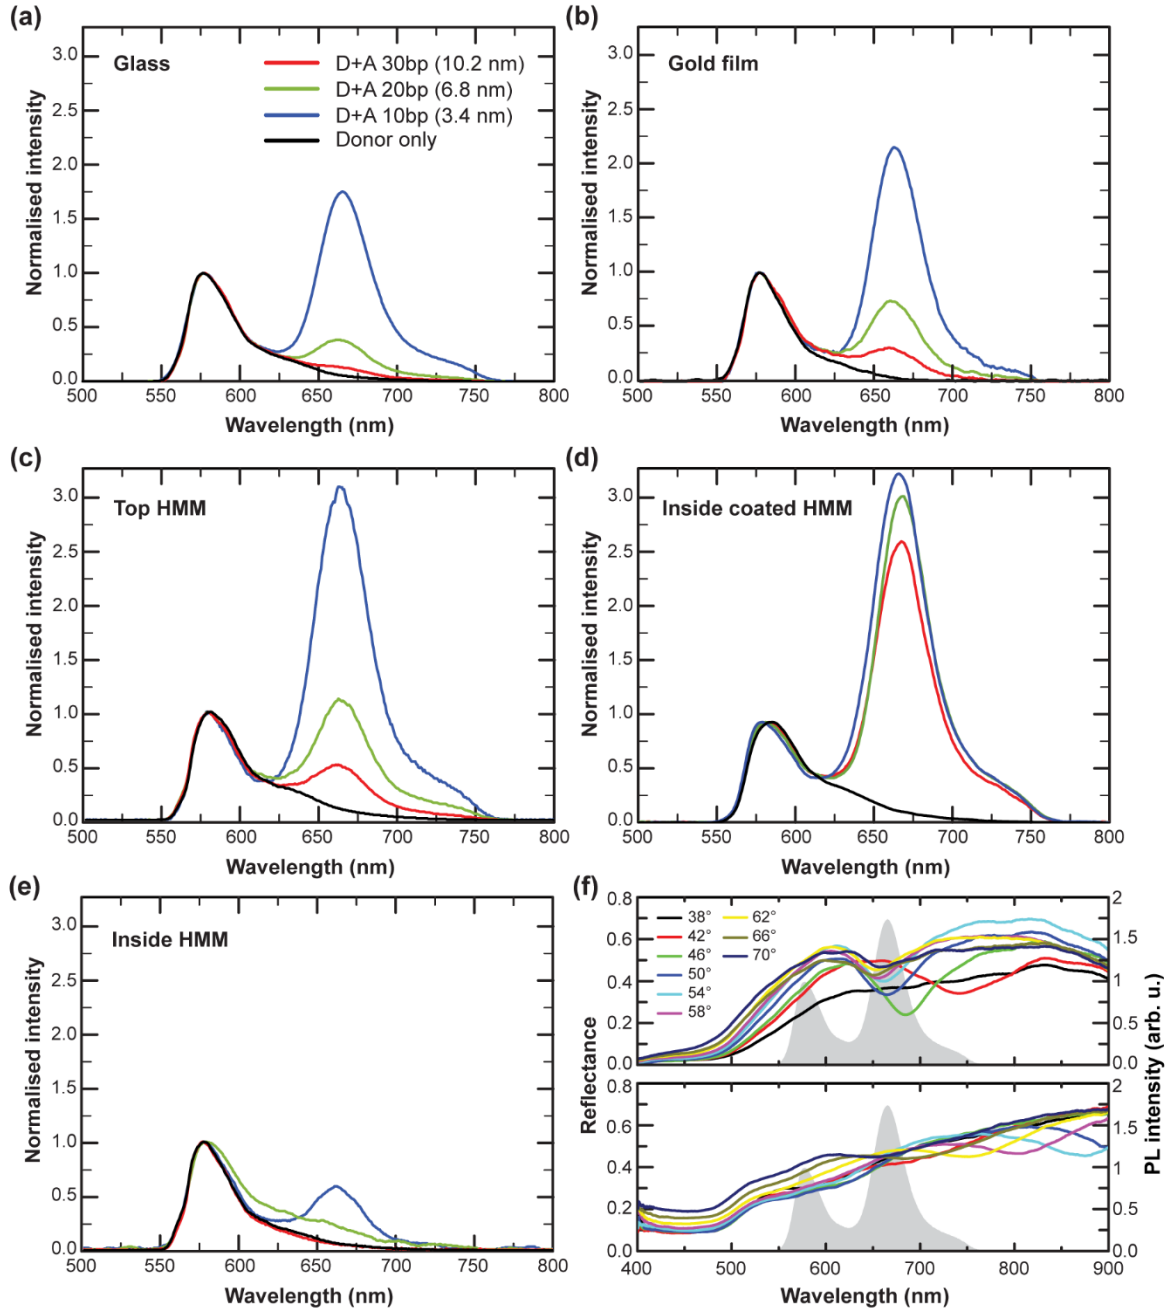 (a)
Glass
D+A 30bp (10.2 nm)
D+A 20bp (6.8 nm)
D+A 10bp (3.4 nm)
Donor only
Normalised intensity
3.0
2.5
2.0
1.5
1.0
0.5
0.0
500 550 600 650 700 750 800
Wavelength (nm)
(b)
Gold film
Normalised intensity
3.0
2.5
2.0
1.5
1.0
0.5
0.0
500 550 600 650 700 750 800
Wavelength (nm)
(c)
Top HMM
Normalised intensity
3.0
2.5
2.0
1.5
1.0
0.5
0.0
500 550 600 650 700 750 800
Wavelength (nm)
(d)
Inside coated HMM
Normalised intensity
3.0
2.5
2.0
1.5
1.0
0.5
0.0
500 550 600 650 700 750 800
Wavelength (nm)
(e)
Inside HMM
Normalised intensity
3.0
2.5
2.0
1.5
1.0
0.5
0.0
500 550 600 650 700 750 800
Wavelength (nm)
(f)
0.8
0.6
0.4
0.2
0.0
38° 62°
42° 66°
46° 70°
50°
54°
58°
2
1.5
1
0.5
0.0
Reflectance
PL intensity (arb. u.)
0.8
0.6
0.4
0.2
0.0
2
1.5
1
0.5
0.0
400 500 600 700 800 900
Wavelength (nm)